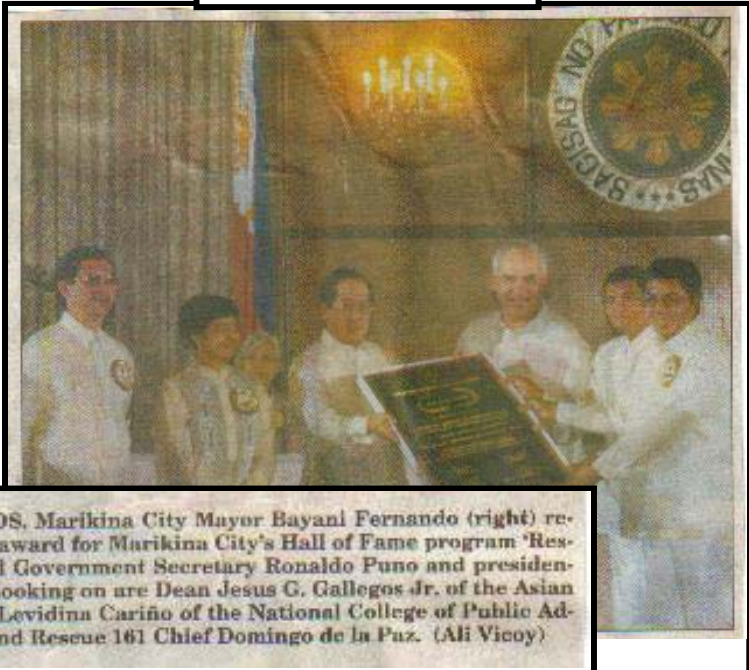 SAGISAG NG
NAS ★★★
OS, Marikina City Mayor Bayani Fernando (right) re-
award for Marikina City's Hall of Fame program 'Res-
l Government Secretary Ronaldo Puno and presiden-
ooking on are Dean Jesus G. Gallegos Jr. of the Asian
Levidina Cariño of the National College of Public Ad-
nd Rescue 161 Chief Domingo de la Paz. (Ali Vicoy)